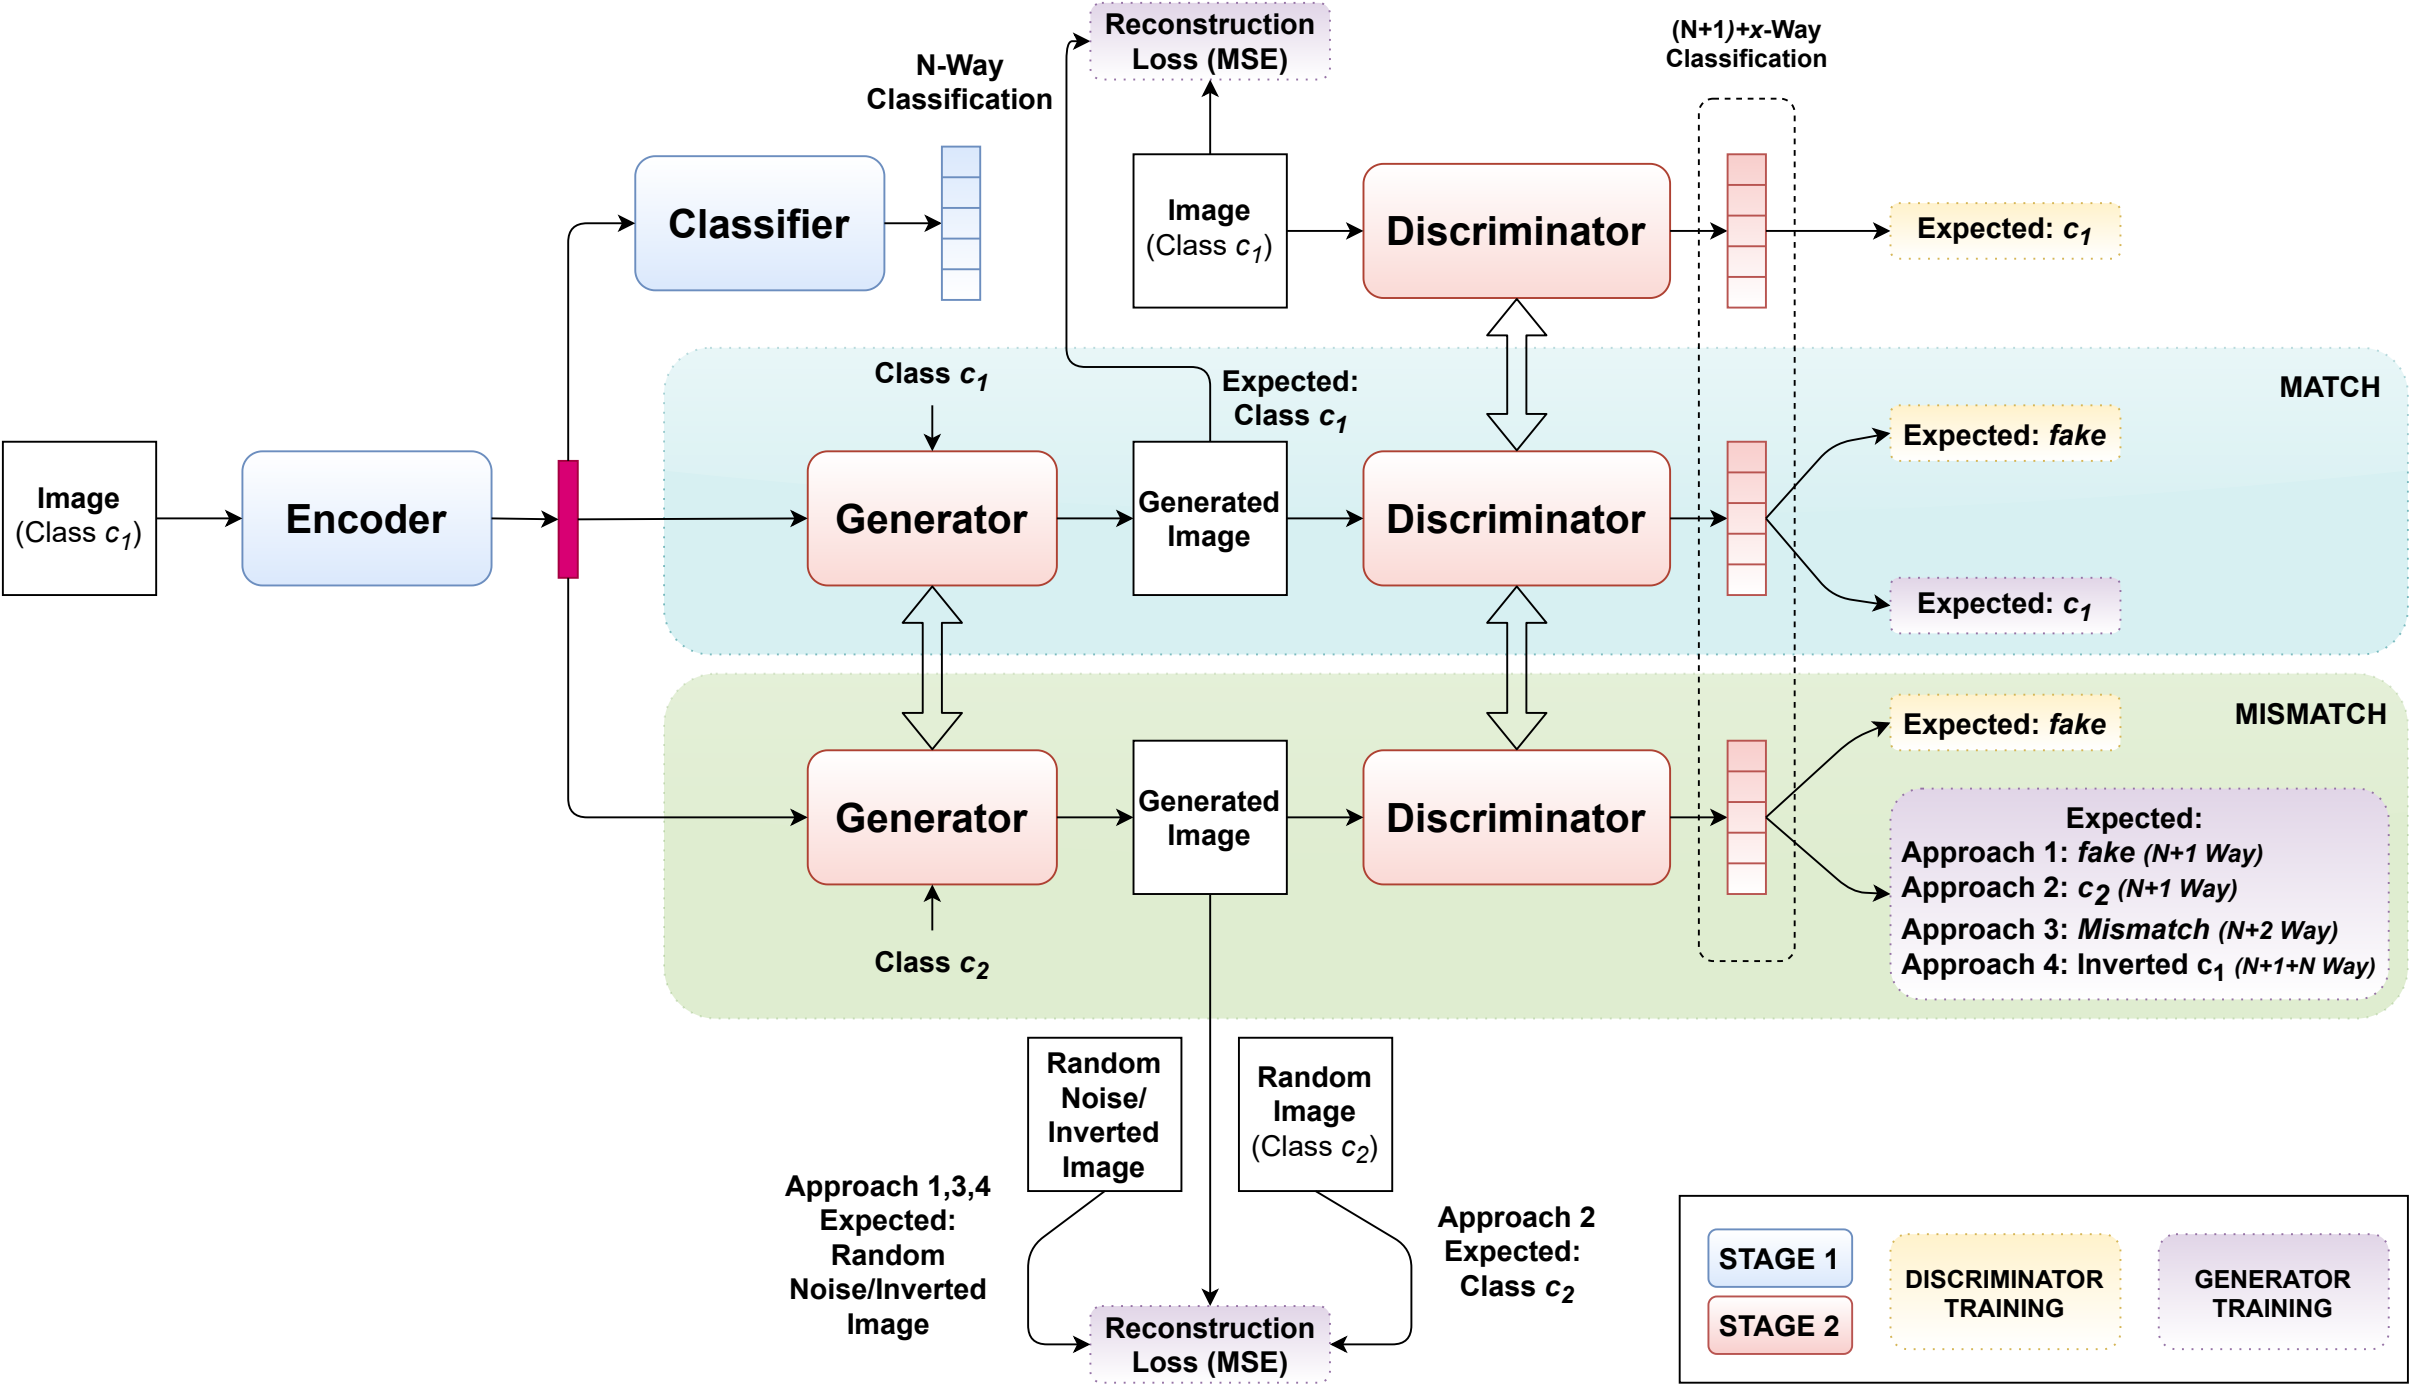 Reconstruction
Loss (MSE)
(N+1)+x-Way
Classification
N-Way
Classification
Classifier
Image
(Class c1)
Discriminator
Expected: c1
MATCH
Class c1
Expected:
Class c1
Image
(Class c1)
Encoder
Generator
Generated
Image
Discriminator
Expected: fake
Expected: c1
MISMATCH
Generator
Class c2
Generated
Image
Discriminator
Expected: fake
Expected:
Approach 1: fake (N+1 Way)
Approach 2: c2 (N+1 Way)
Approach 3: Mismatch (N+2 Way)
Approach 4: Inverted c1 (N+1+N Way)
Random
Noise/
Inverted
Image
Random
Image
(Class c2)
Approach 1,3,4
Expected:
Random
Noise/Inverted
Image
Approach 2
Expected:
Class c2
Reconstruction
Loss (MSE)
STAGE 1
STAGE 2
DISCRIMINATOR
TRAINING
GENERATOR
TRAINING